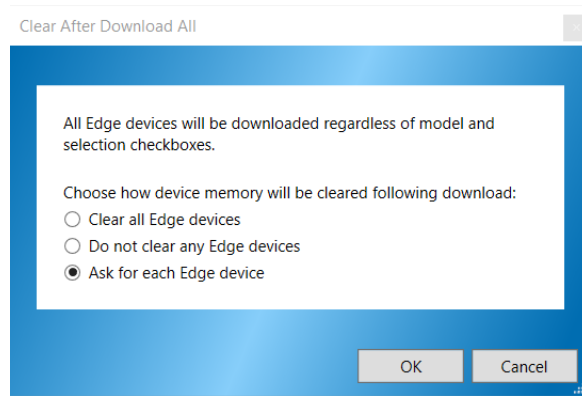 Clear After Download All
All Edge devices will be downloaded regardless of model and
selection checkboxes.
Choose how device memory will be cleared following download:
Clear all Edge devices
Do not clear any Edge devices
Ask for each Edge device
OK
Cancel